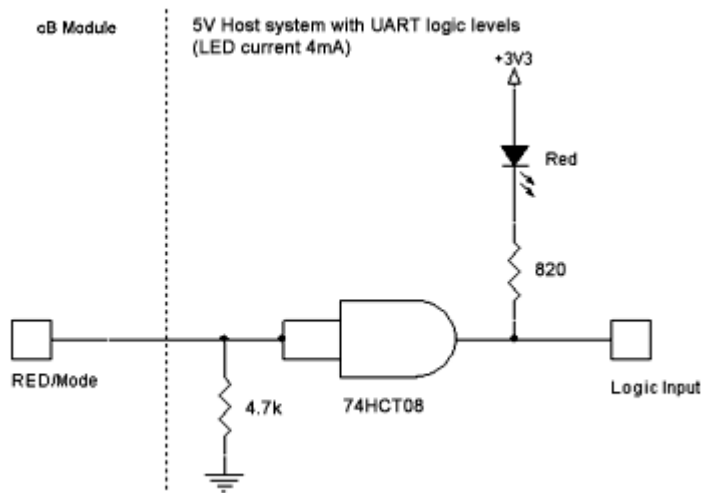 cB Module
5V Host system with UART logic levels
(LED current 4mA)
+3V3
Red
820
RED/Mode
4.7k
74HCT08
Logic Input